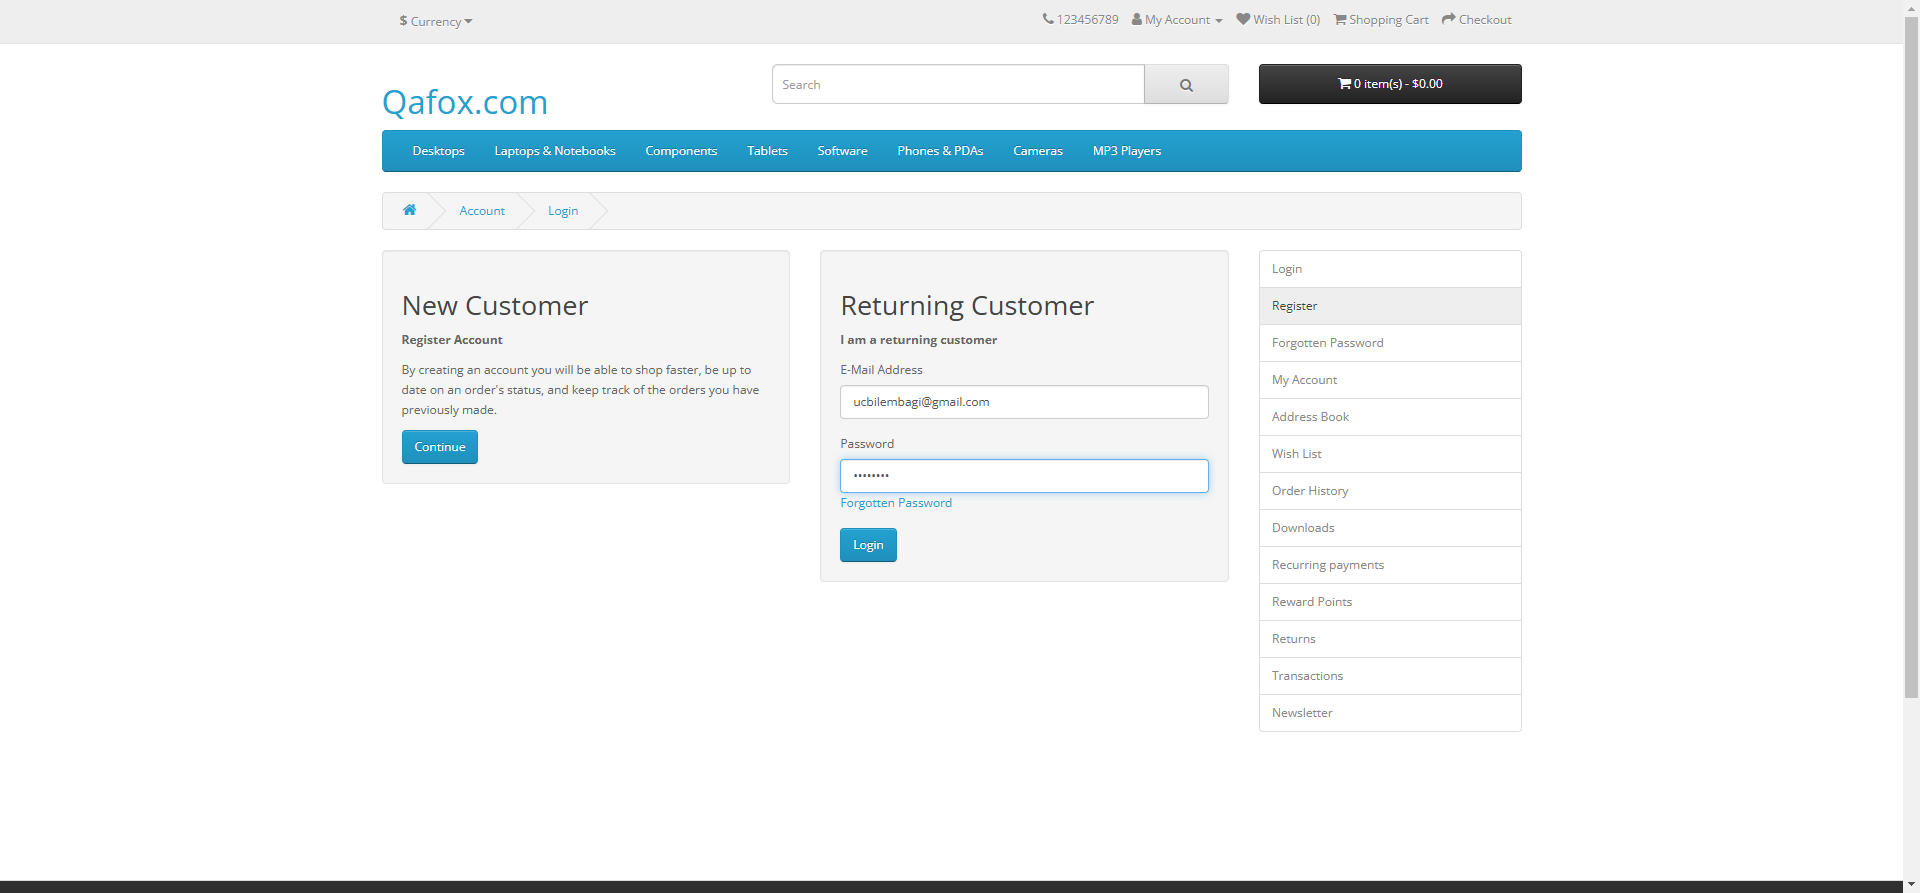 $ Currency
123456789 My Account Wish List (0) Shopping Cart Checkout
Qafox.com
Search
0 item(s) - $0.00
Desktops Laptops & Notebooks Components Tablets Software Phones & PDAs Cameras MP3 Players
Account Login
New Customer
Register Account
By creating an account you will be able to shop faster, be up to
date on an order's status, and keep track of the orders you have
previously made.
Continue
Returning Customer
I am a returning customer
E-Mail Address
ucbilembagi@gmail.com
Password
••••••••
Forgotten Password
Login
Login
Register
Forgotten Password
My Account
Address Book
Wish List
Order History
Downloads
Recurring payments
Reward Points
Returns
Transactions
Newsletter